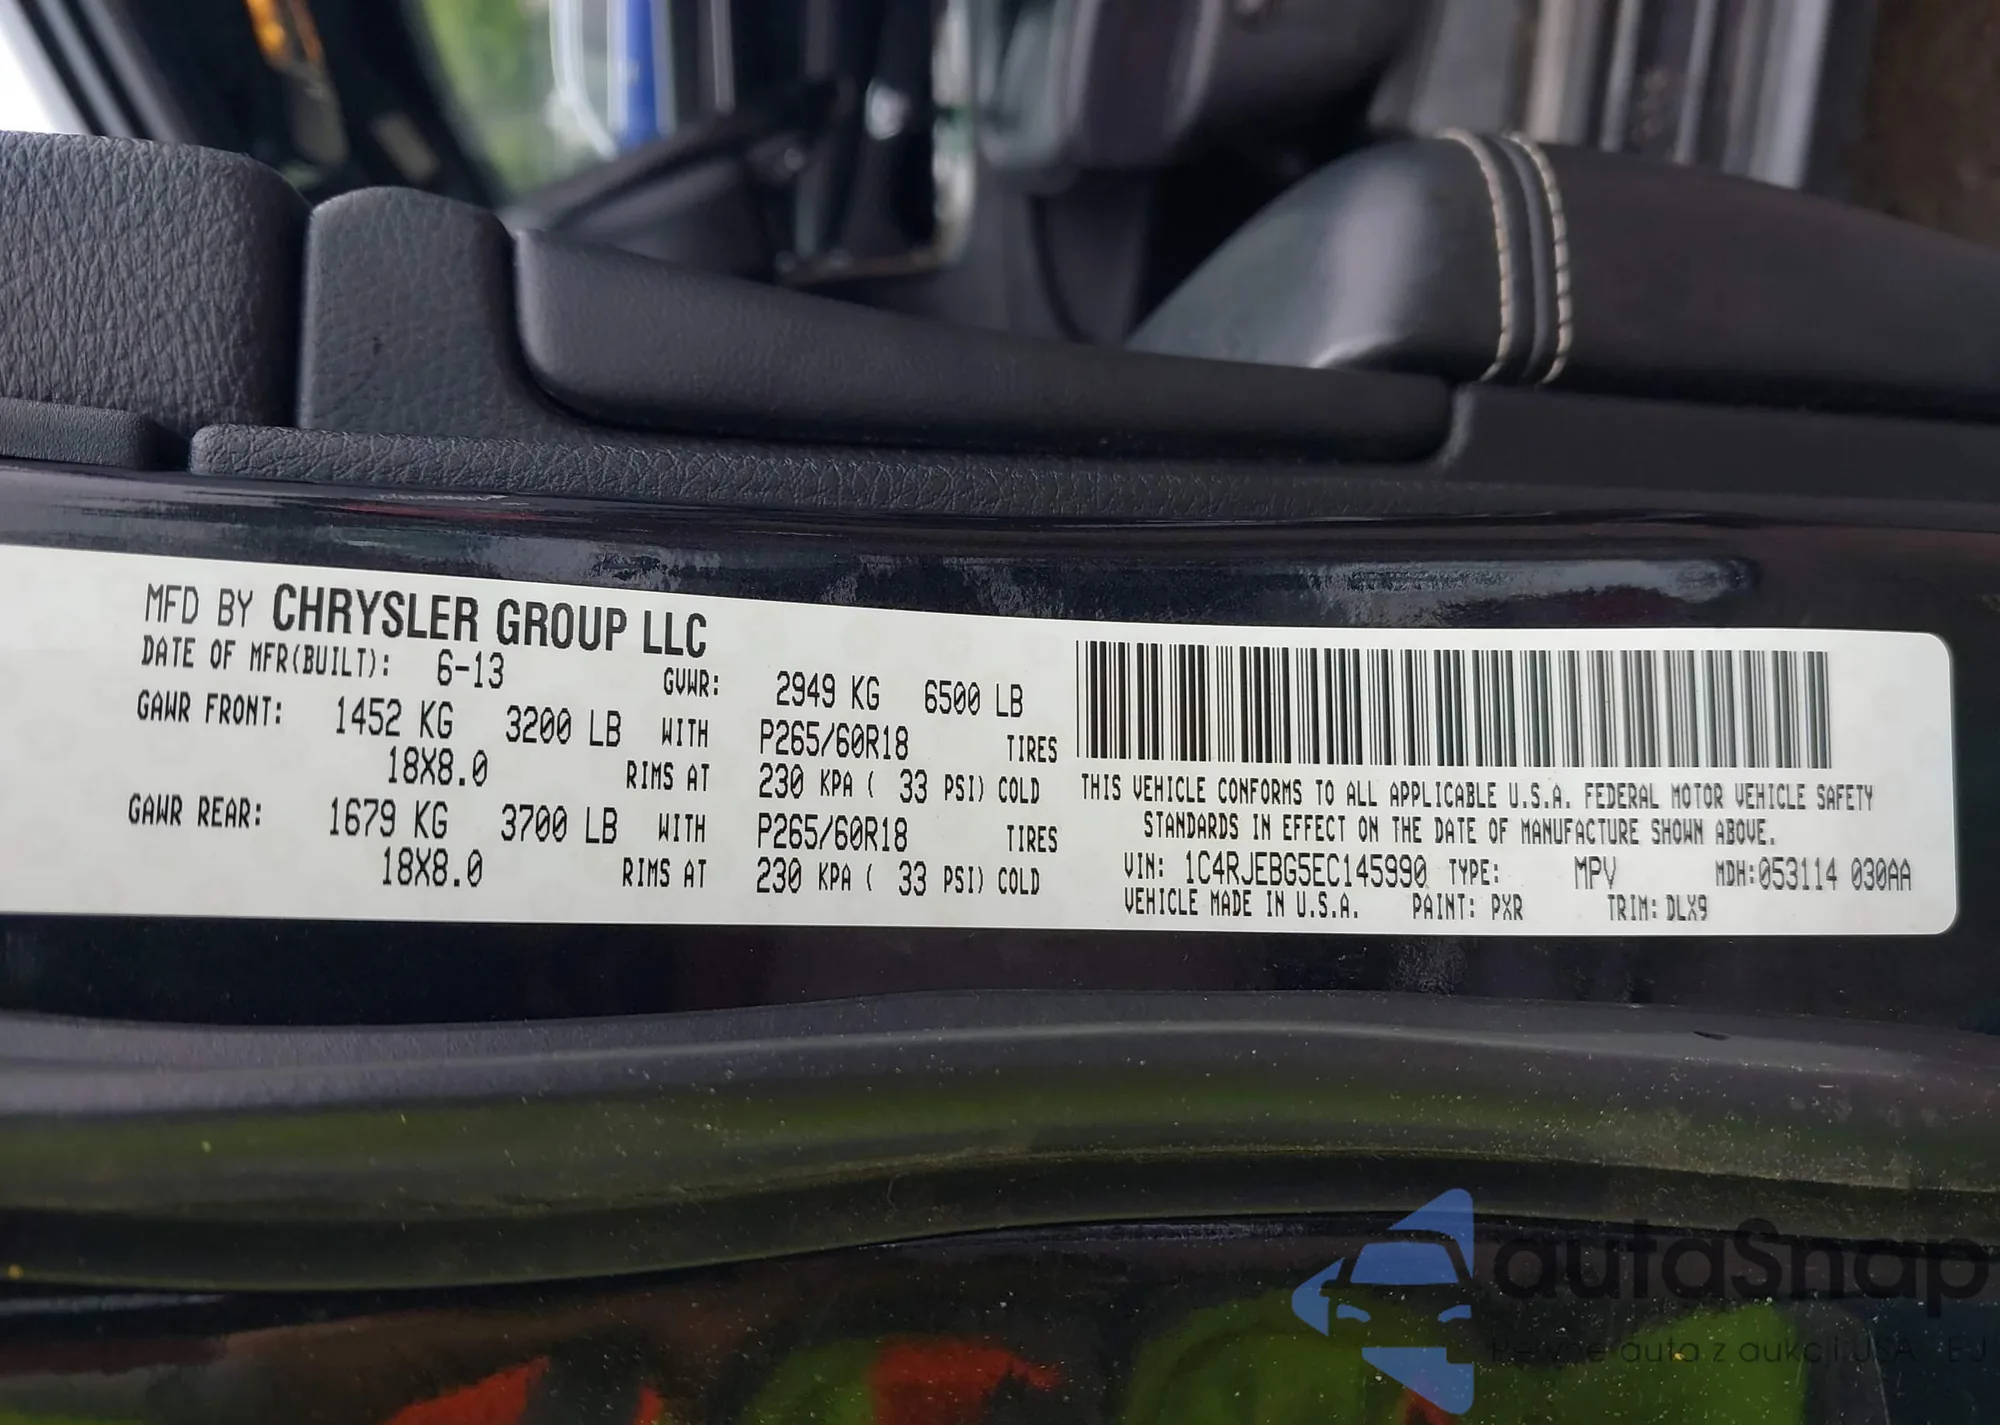 MFD BY CHRYSLER GROUP LLC
DATE OF MFR(BUILT): 6-13 GVWR: 2949 KG 6500 LB
GAWR FRONT: 1452 KG 3200 LB WITH P265/60R18 TIRES
18X8.0 RIMS AT 230 KPA ( 33 PSI) COLD
GAWR REAR: 1679 KG 3700 LB WITH P265/60R18 TIRES
18X8.0 RIMS AT 230 KPA ( 33 PSI) COLD
THIS VEHICLE CONFORMS TO ALL APPLICABLE U.S.A. FEDERAL MOTOR VEHICLE SAFETY
STANDARDS IN EFFECT ON THE DATE OF MANUFACTURE SHOWN ABOVE.
VIN: 1C4RJEBG5EC145990 TYPE: MPV MDH:053114 030AA
VEHICLE MADE IN U.S.A. PAINT: PXR TRIM: DLX9
autaSnap
auta z aukcji USA